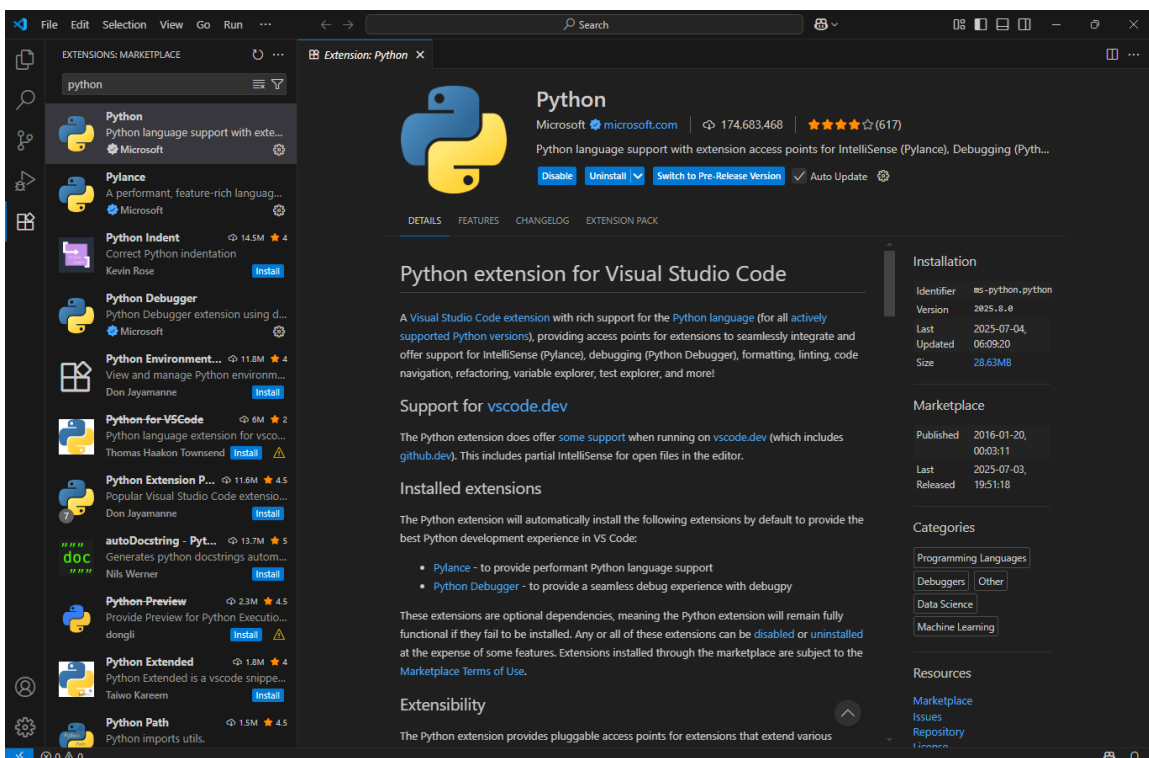 File Edit Selection View Go Run ···
Search
EXTENSIONS: MARKETPLACE
python
Python
Python language support with exte...
Microsoft
Pylance
A performant, feature-rich languag...
Microsoft
Python Indent 14.5M 4
Correct Python indentation
Kevin Rose Install
Python Debugger
Python Debugger extension using d...
Microsoft
Python Environment... 11.8M 4
View and manage Python environm...
Don Jayamanne Install
Python for VSCode 6M 2
Python language extension for vsco...
Thomas Haakon Townsend Install
Python Extension P... 11.6M 4.5
Popular Visual Studio Code extensio...
7
Don Jayamanne Install
autoDocstring - Pyt... 13.7M 5
""" doc """
Generates python docstrings autom...
Nils Werner Install
Python Preview 2.3M 4.5
Provide Preview for Python Executio...
dongli Install
Python Extended 1.8M 4
Python Extended is a vscode snippe...
Taiwo Kareem Install
Python Path 1.5M 4.5
Python imports utils.
0 0
Extension: Python
Python
Microsoft microsoft.com 174,683,468 (617)
Python language support with extension access points for IntelliSense (Pylance), Debugging (Pyth...
Disable Uninstall Switch to Pre-Release Version Auto Update
DETAILS FEATURES CHANGELOG EXTENSION PACK
Python extension for Visual Studio Code
A Visual Studio Code extension with rich support for the Python language (for all actively
supported Python versions), providing access points for extensions to seamlessly integrate and
offer support for IntelliSense (Pylance), debugging (Python Debugger), formatting, linting, code
navigation, refactoring, variable explorer, test explorer, and more!
Support for vscode.dev
The Python extension does offer some support when running on vscode.dev (which includes
github.dev). This includes partial IntelliSense for open files in the editor.
Installed extensions
The Python extension will automatically install the following extensions by default to provide the
best Python development experience in VS Code:
• Pylance - to provide performant Python language support
• Python Debugger - to provide a seamless debug experience with debugpy
These extensions are optional dependencies, meaning the Python extension will remain fully
functional if they fail to be installed. Any or all of these extensions can be disabled or uninstalled
at the expense of some features. Extensions installed through the marketplace are subject to the
Marketplace Terms of Use.
Extensibility
The Python extension provides pluggable access points for extensions that extend various
Installation
Identifier ms-python.python
Version 2025.8.0
Last Updated 2025-07-04, 06:09:20
Size 28.63MB
Marketplace
Published 2016-01-20, 00:03:11
Last Released 2025-07-03, 19:51:18
Categories
Programming Languages
Debuggers Other
Data Science
Machine Learning
Resources
Marketplace
Issues
Repository
License